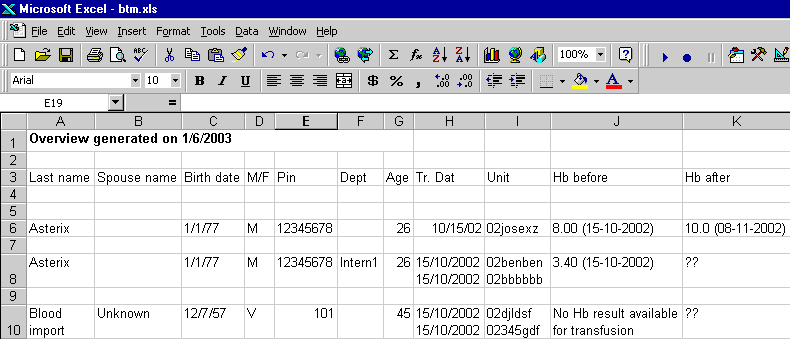 Microsoft Excel - btm.xls
File Edit View Insert Format Tools Data Window Help
100%
Arial 10 B I U $ % ,
E19 =
A B C D E F G H I J K
1 Overview generated on 1/6/2003
2
3 Last name Spouse name Birth date M/F Pin Dept Age Tr. Dat Unit Hb before Hb after
4
5
6 Asterix 1/1/77 M 12345678 26 10/15/02 02josexz 8.00 (15-10-2002) 10.0 (08-11-2002)
7
Asterix 1/1/77 M 12345678 Intern1 26 15/10/2002 02benben 3.40 (15-10-2002) ??
8 15/10/2002 02bbbbbb
9
Blood Unknown 12/7/57 V 101 45 15/10/2002 02djldsf No Hb result available ??
10 import 15/10/2002 02345gdf for transfusion